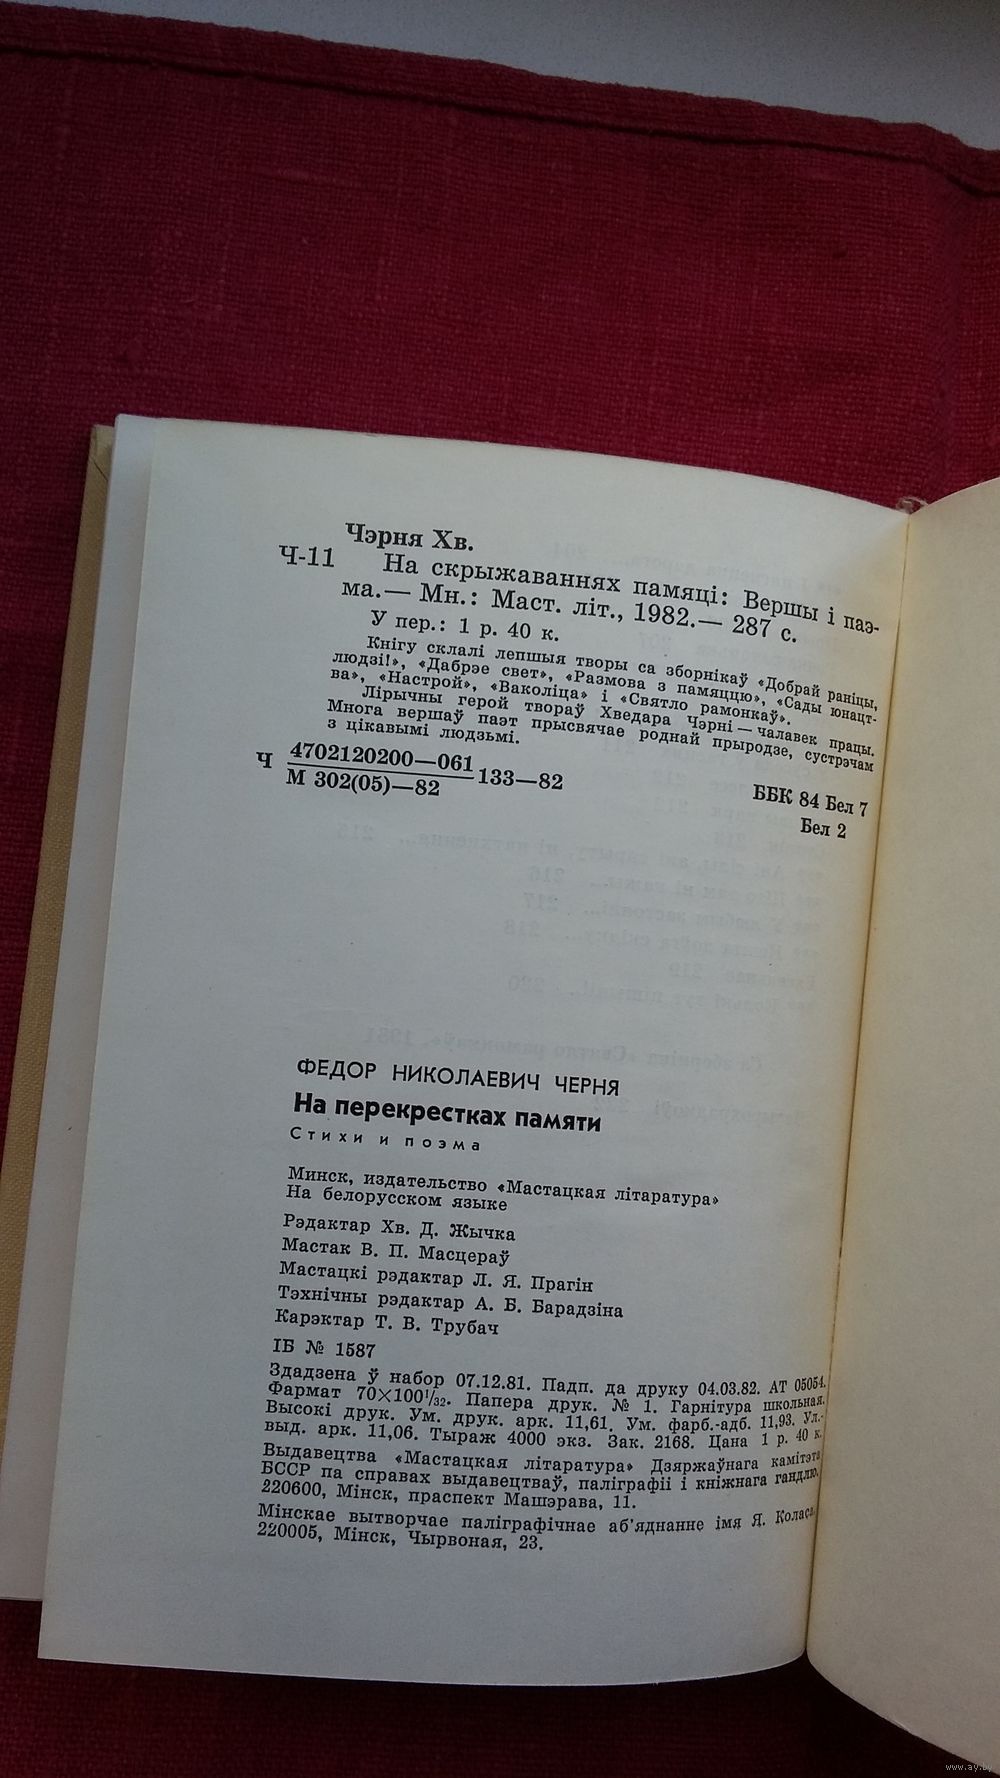 Чэрня Хв.
Ч-11 На скрыжаваннях памяці: Вершы і паэ-
ма.— Мн.: Маст. літ., 1982.— 287 с.
У пер.: 1 р. 40 к.
Кнігу склалі лепшыя творы са зборнікаў «Добрай раніцы,
людзі!», «Дабрэе свет», «Размова з памяццю», «Сады юнацт-
ва», «Настрой», «Ваколіца» і «Святло рамонкаў».
Лірычны герой твораў Хведара Чэрні — чалавек працы.
Многа вершаў паэт прысвячае роднай прыродзе, сустрэчам
з цікавымі людзьмі.
Ч 4702120200—061
М 302(05)—82 133—82
ББК 84 Бел 7
Бел 2
ФЕДОР НИКОЛАЕВИЧ ЧЕРНЯ
На перекрестках памяти
Стихи и поэма
Минск, издательство «Мастацкая літаратура»
На белорусском языке
Рэдактар Хв. Д. Жычка
Мастак В. П. Масцераў
Мастацкі рэдактар Л. Я. Прагін
Тэхнічны рэдактар А. Б. Барадзіна
Карэктар Т. В. Трубач
ІБ № 1587
Здадзена ў набор 07.12.81. Падп. да друку 04.03.82. АТ 05054.
Фармат 70×100¹/₃₂. Папера друк. № 1. Гарнітура школьная.
Высокі друк. Ум. друк. арк. 11,61. Ум. фарб.-адб. 11,93. Ул.-
выд. арк. 11,06. Тыраж 4000 экз. Зак. 2168. Цана 1 р. 40 к.
Выдавецтва «Мастацкая літаратура» Дзяржаўнага камітэта
БССР па справах выдавецтваў, паліграфіі і кніжнага гандлю.
220600, Мінск, праспект Машэрава, 11.
Мінскае вытворчае паліграфічнае аб'яднанне імя Я. Коласа.
220005, Мінск, Чырвоная, 23.
www.ay.by